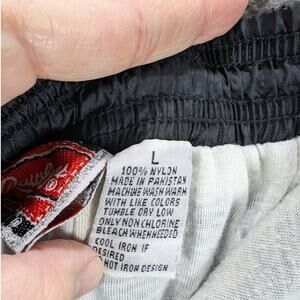 L
100% NYLON
MADE IN PAKISTAN
MACHINE WASH WARM
WITH LIKE COLORS
TUMBLE DRY LOW
ONLY NON CHLORINE
BLEACH WHEN NEEDED
COOL IRON IF
DESIRED
NOT IRON DESIGN